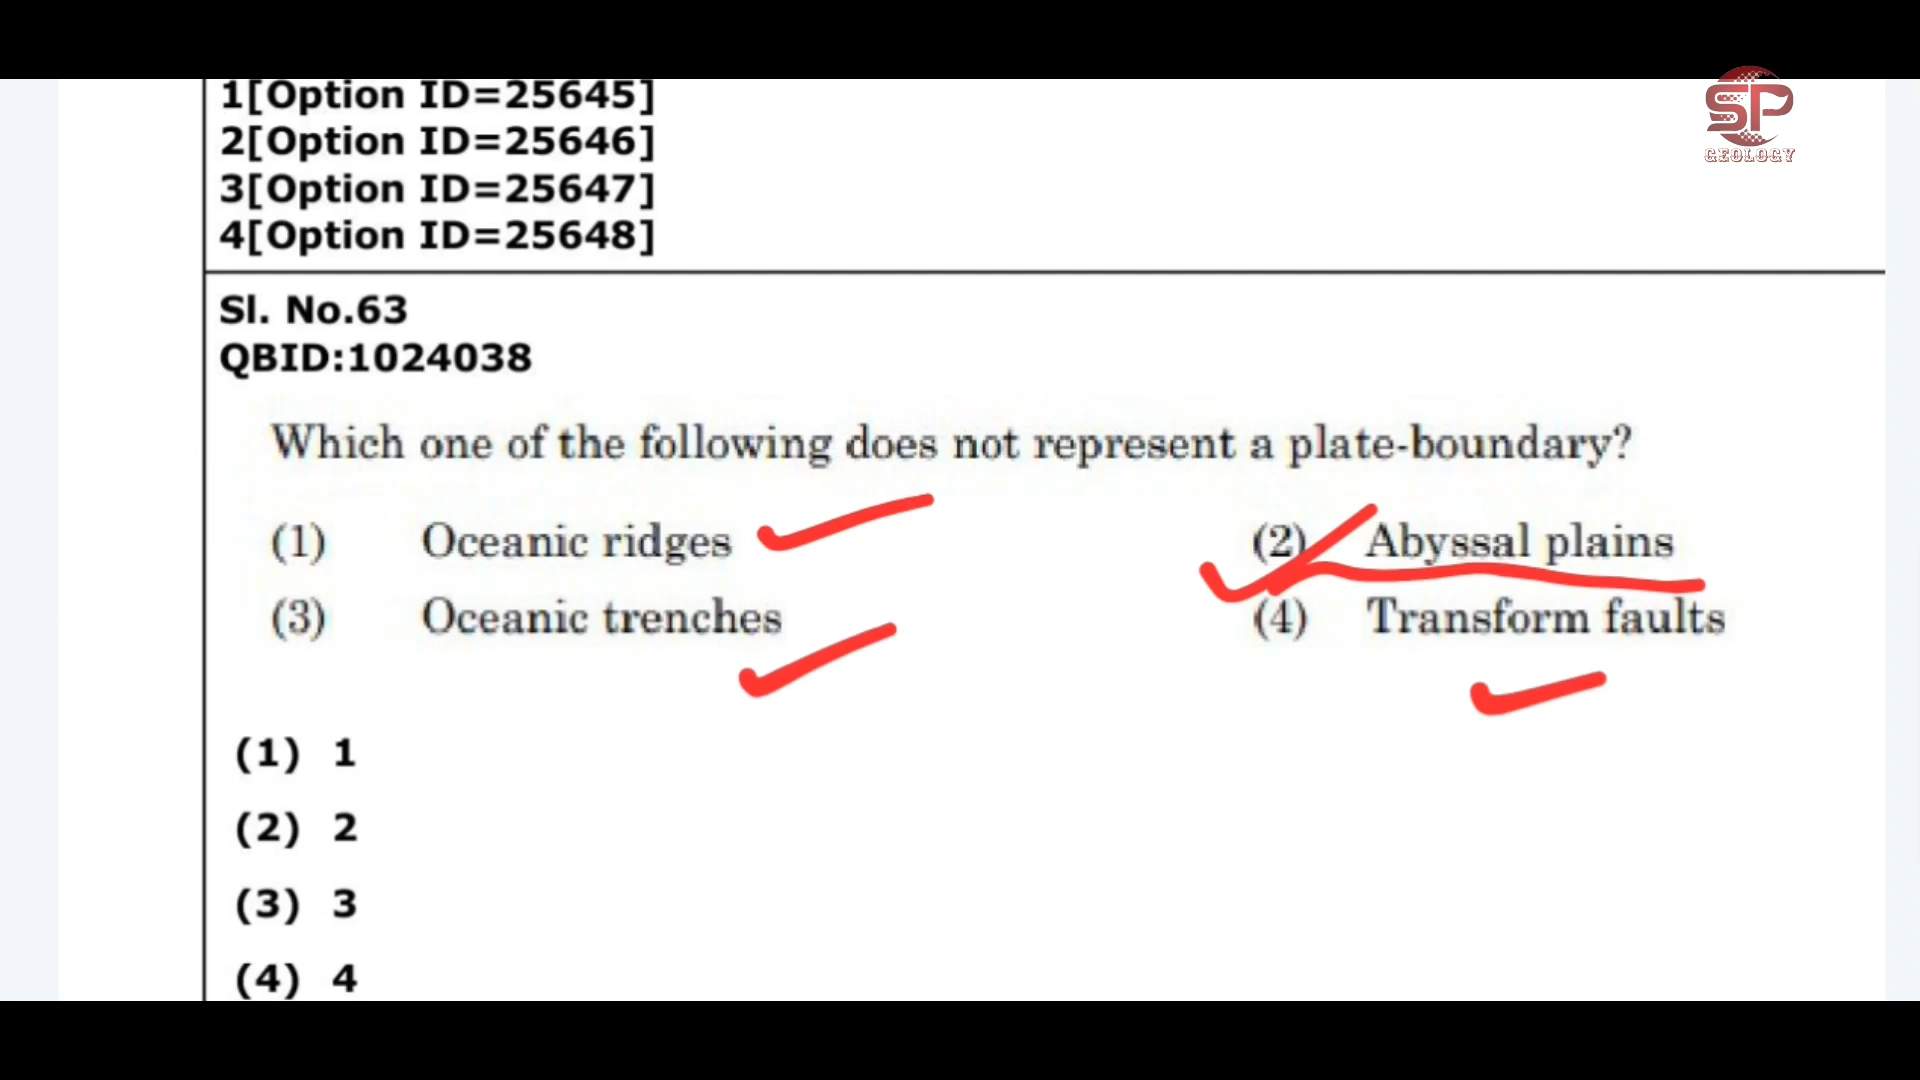 1[Option ID=25645]
2[Option ID=25646]
3[Option ID=25647]
4[Option ID=25648]
SP
GEOLOGY
Sl. No.63
QBID:1024038
Which one of the following does not represent a plate-boundary?
(1) Oceanic ridges (2) Abyssal plains
(3) Oceanic trenches (4) Transform faults
(1) 1
(2) 2
(3) 3
(4) 4